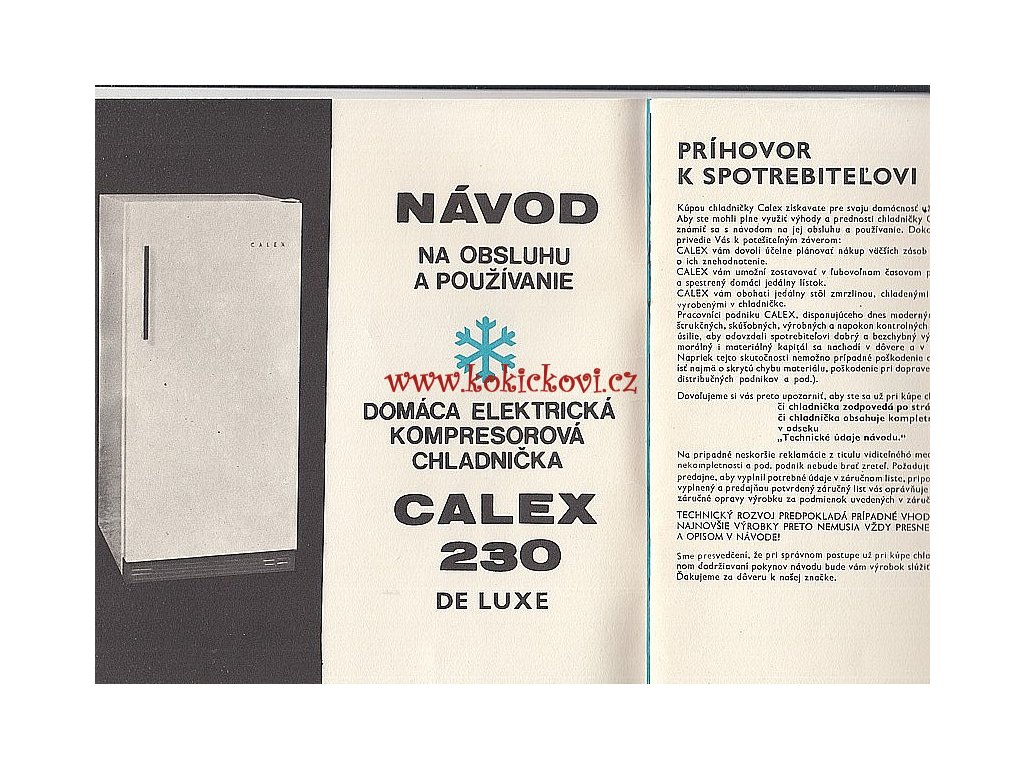 CALEX
NÁVOD
NA OBSLUHU
A POUŽÍVANIE
www.kokickovi.cz
DOMÁCA ELEKTRICKÁ
KOMPRESOROVÁ
CHLADNIČKA
CALEX
230
DE LUXE
PRÍHOVOR
K SPOTREBITEĽOVI
Kúpou chladničky Calex získavate pre svoju domácnosť
Aby ste mohli plne využiť výhody a prednosti chladničky
známiť sa s návodom na jej obsluhu a používanie.
privedie Vás k potešiteľným záverom:
CALEX vám dovolí účelne plánovať nákup väčších zásob
o ich znehodnotenie.
CALEX vám umožní zostavovať v ľubovoľnom časovom
a spestrený domáci jedálny lístok.
CALEX vám obohatí jedálny stôl zmrzlinou, chladenými
vyrobenými v chladničke.
Pracovníci podniku CALEX, disponujúceho dnes moderný
štrukčných, skúšobných, výrobných a napokon kontrolných
úsilie, aby odovzdali spotrebiteľovi dobrý a bezchybný vý
morálny i materiálny kapitál sa nachodí v dôvere a v
Napriek tejto skutočnosti nemožno prípadné poškodenie
ísť najmä o skrytú chybu materiálu, poškodenie pri doprave
distribučných podnikov a pod.).
Dovoľujeme si vás preto upozorniť, aby ste sa už pri kúpe
či chladnička zodpovedá po strá
či chladnička obsahuje komplet
v odseku
„Technické údaje návodu."
Na prípadné neskoršie reklamácie z titulu viditeľného me
nekompletnosti a pod. podnik nebude brať zreteľ. Požadujt
predajne, aby vyplnil potrebné údaje v záručnom liste, pripo
vyplnený a predajňou potvrdený záručný list vás oprávňuje
záručné opravy výrobku za podmienok uvedených v záruč
TECHNICKÝ ROZVOJ PREDPOKLADÁ PRÍPADNÉ VHOD
NAJNOVŠIE VÝROBKY PRETO NEMUSIA VŽDY PRESNE
A OPISOM V NÁVODE!
Sme presvedčení, že pri správnom postupe už pri kúpe chla
nom dodržiavaní pokynov návodu bude vám výrobok slúžiť
Ďakujeme za dôveru k našej značke.